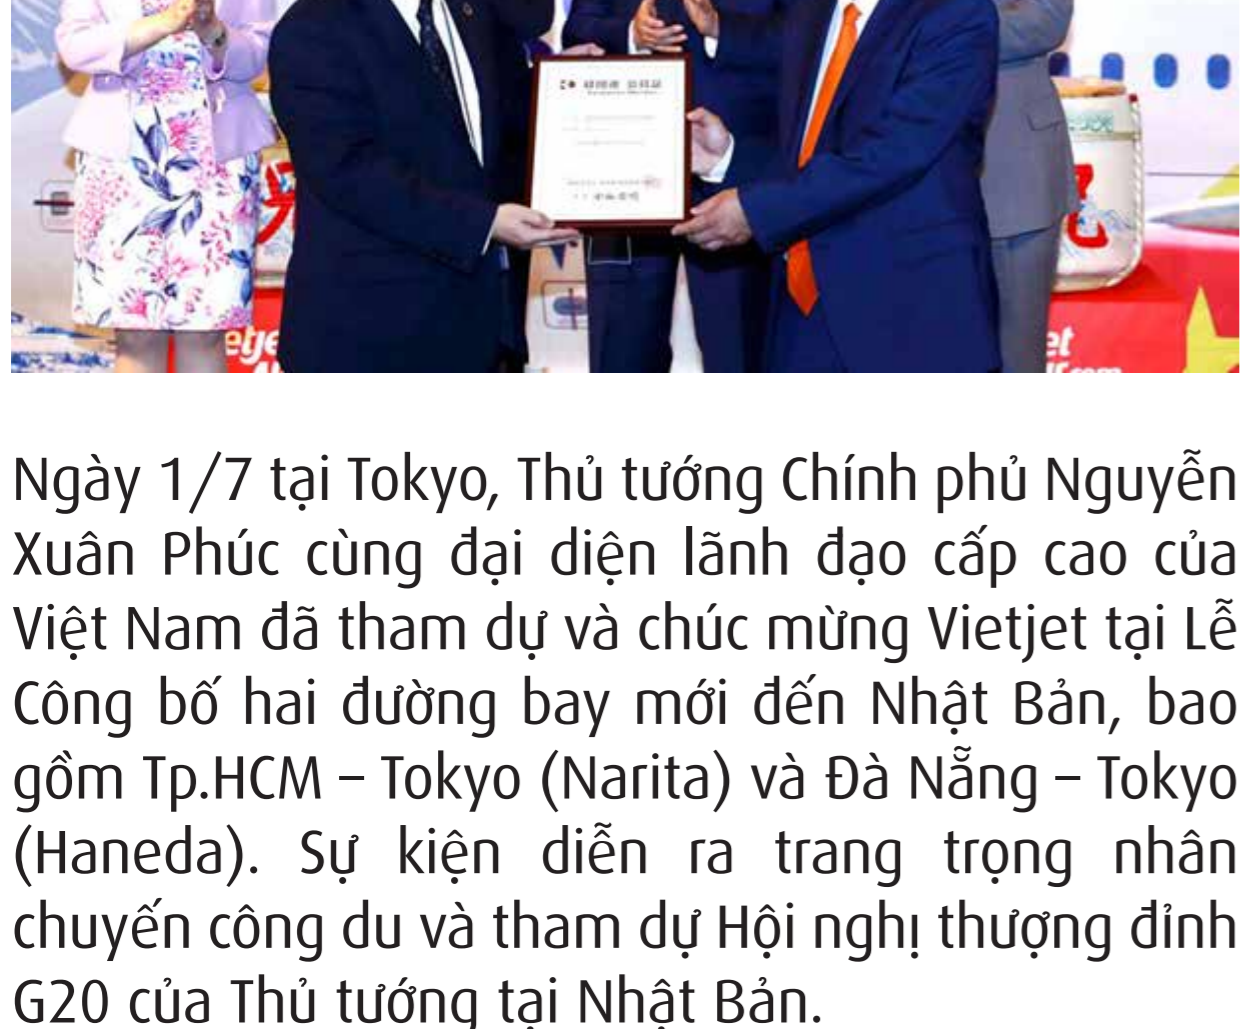 etje
et
.com
Ngày 1/7 tại Tokyo, Thủ tướng Chính phủ Nguyễn
Xuân Phúc cùng đại diện lãnh đạo cấp cao của
Việt Nam đã tham dự và chúc mừng Vietjet tại Lễ
Công bố hai đường bay mới đến Nhật Bản, bao
gồm Tp.HCM – Tokyo (Narita) và Đà Nẵng – Tokyo
(Haneda). Sự kiện diễn ra trang trọng nhân
chuyến công du và tham dự Hội nghị thượng đỉnh
G20 của Thủ tướng tại Nhật Bản.